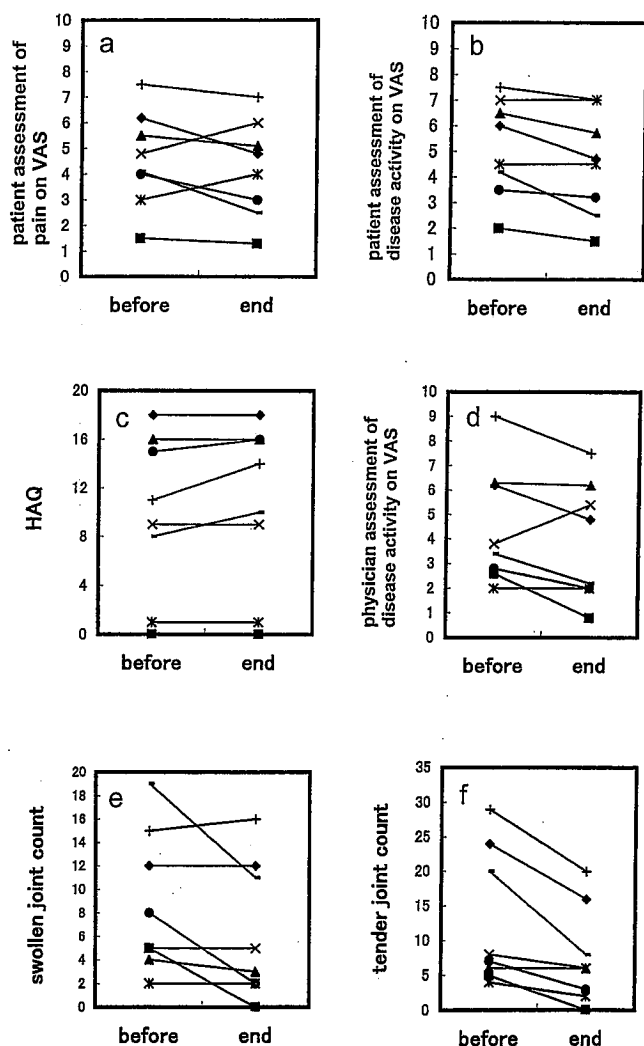 a
patient assessment of
pain on VAS
10
9
8
7
6
5
4
3
2
1
0
before end
b
patient assessment of
disease activity on VAS
10
9
8
7
6
5
4
3
2
1
0
before end
c
HAQ
20
16
12
8
4
0
before end
d
physician assessment of
disease activity on VAS
10
9
8
7
6
5
4
3
2
1
0
before end
e
swollen joint count
20
18
16
14
12
10
8
6
4
2
0
before end
f
tender joint count
35
30
25
20
15
10
5
0
before end